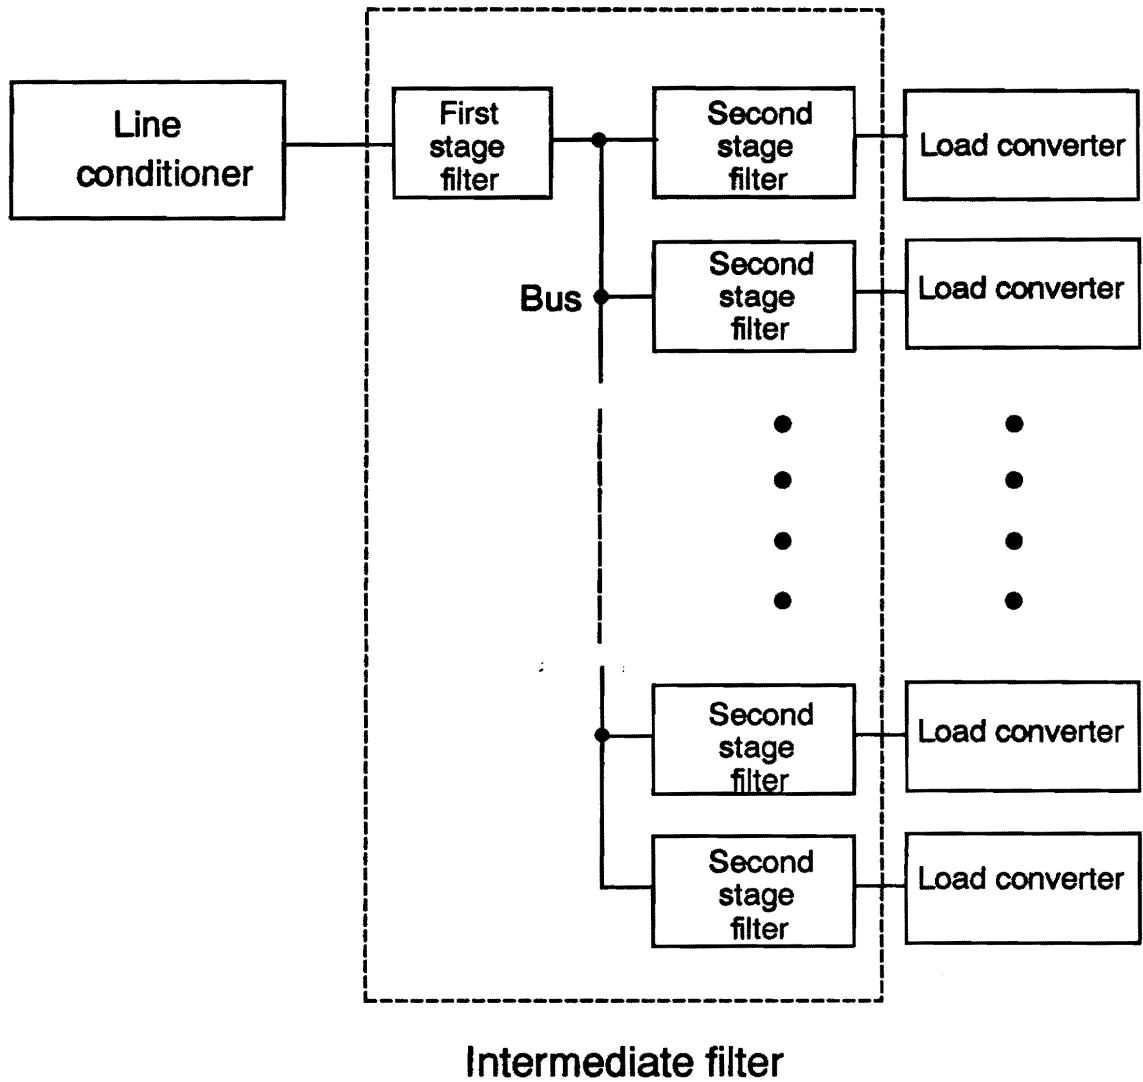 Line
conditioner
First
stage
filter
Second
stage
filter
Load converter
Second
stage
filter
Load converter
Bus
Second
stage
filter
Load converter
Second
stage
filter
Load converter
Intermediate filter